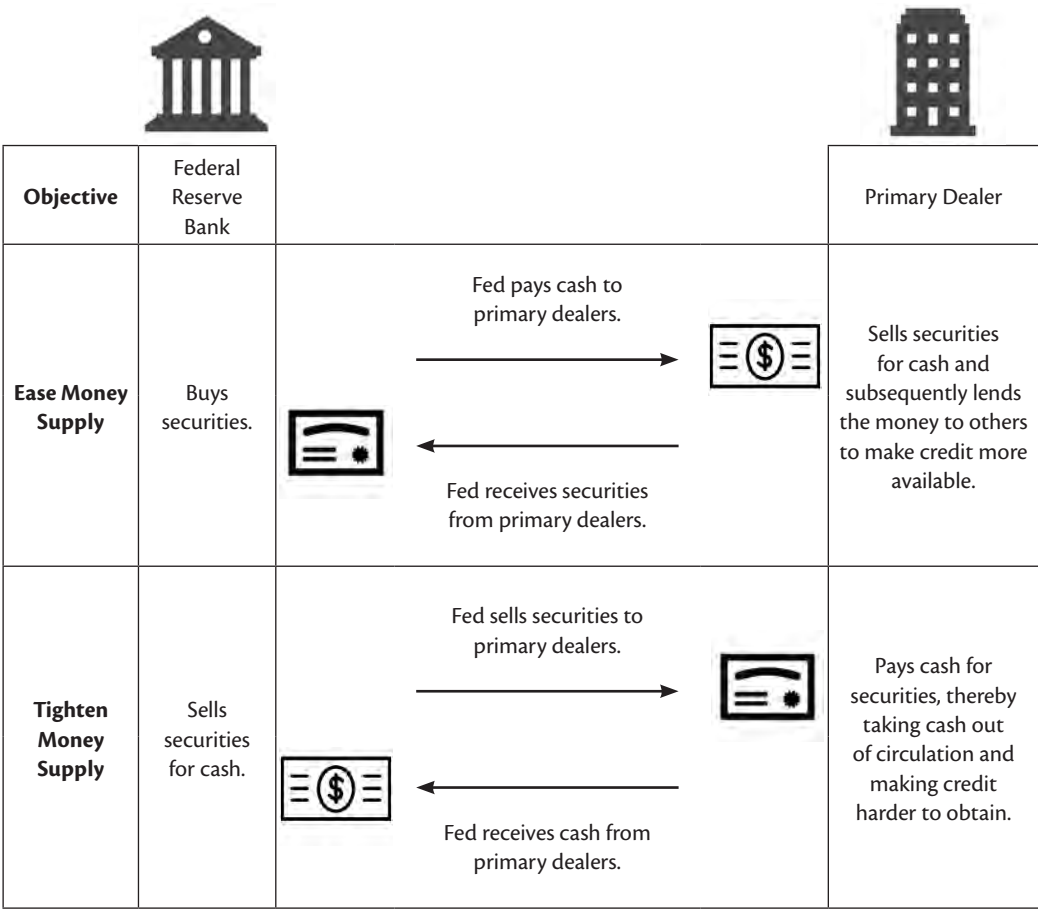 Objective
Federal
Reserve
Bank
Primary Dealer
Ease Money
Supply
Buys
securities.
Fed pays cash to
primary dealers.
$
Fed receives securities
from primary dealers.
Sells securities
for cash and
subsequently lends
the money to others
to make credit more
available.
Tighten
Money
Supply
Sells
securities
for cash.
Fed sells securities to
primary dealers.
$
Fed receives cash from
primary dealers.
Pays cash for
securities, thereby
taking cash out
of circulation and
making credit
harder to obtain.